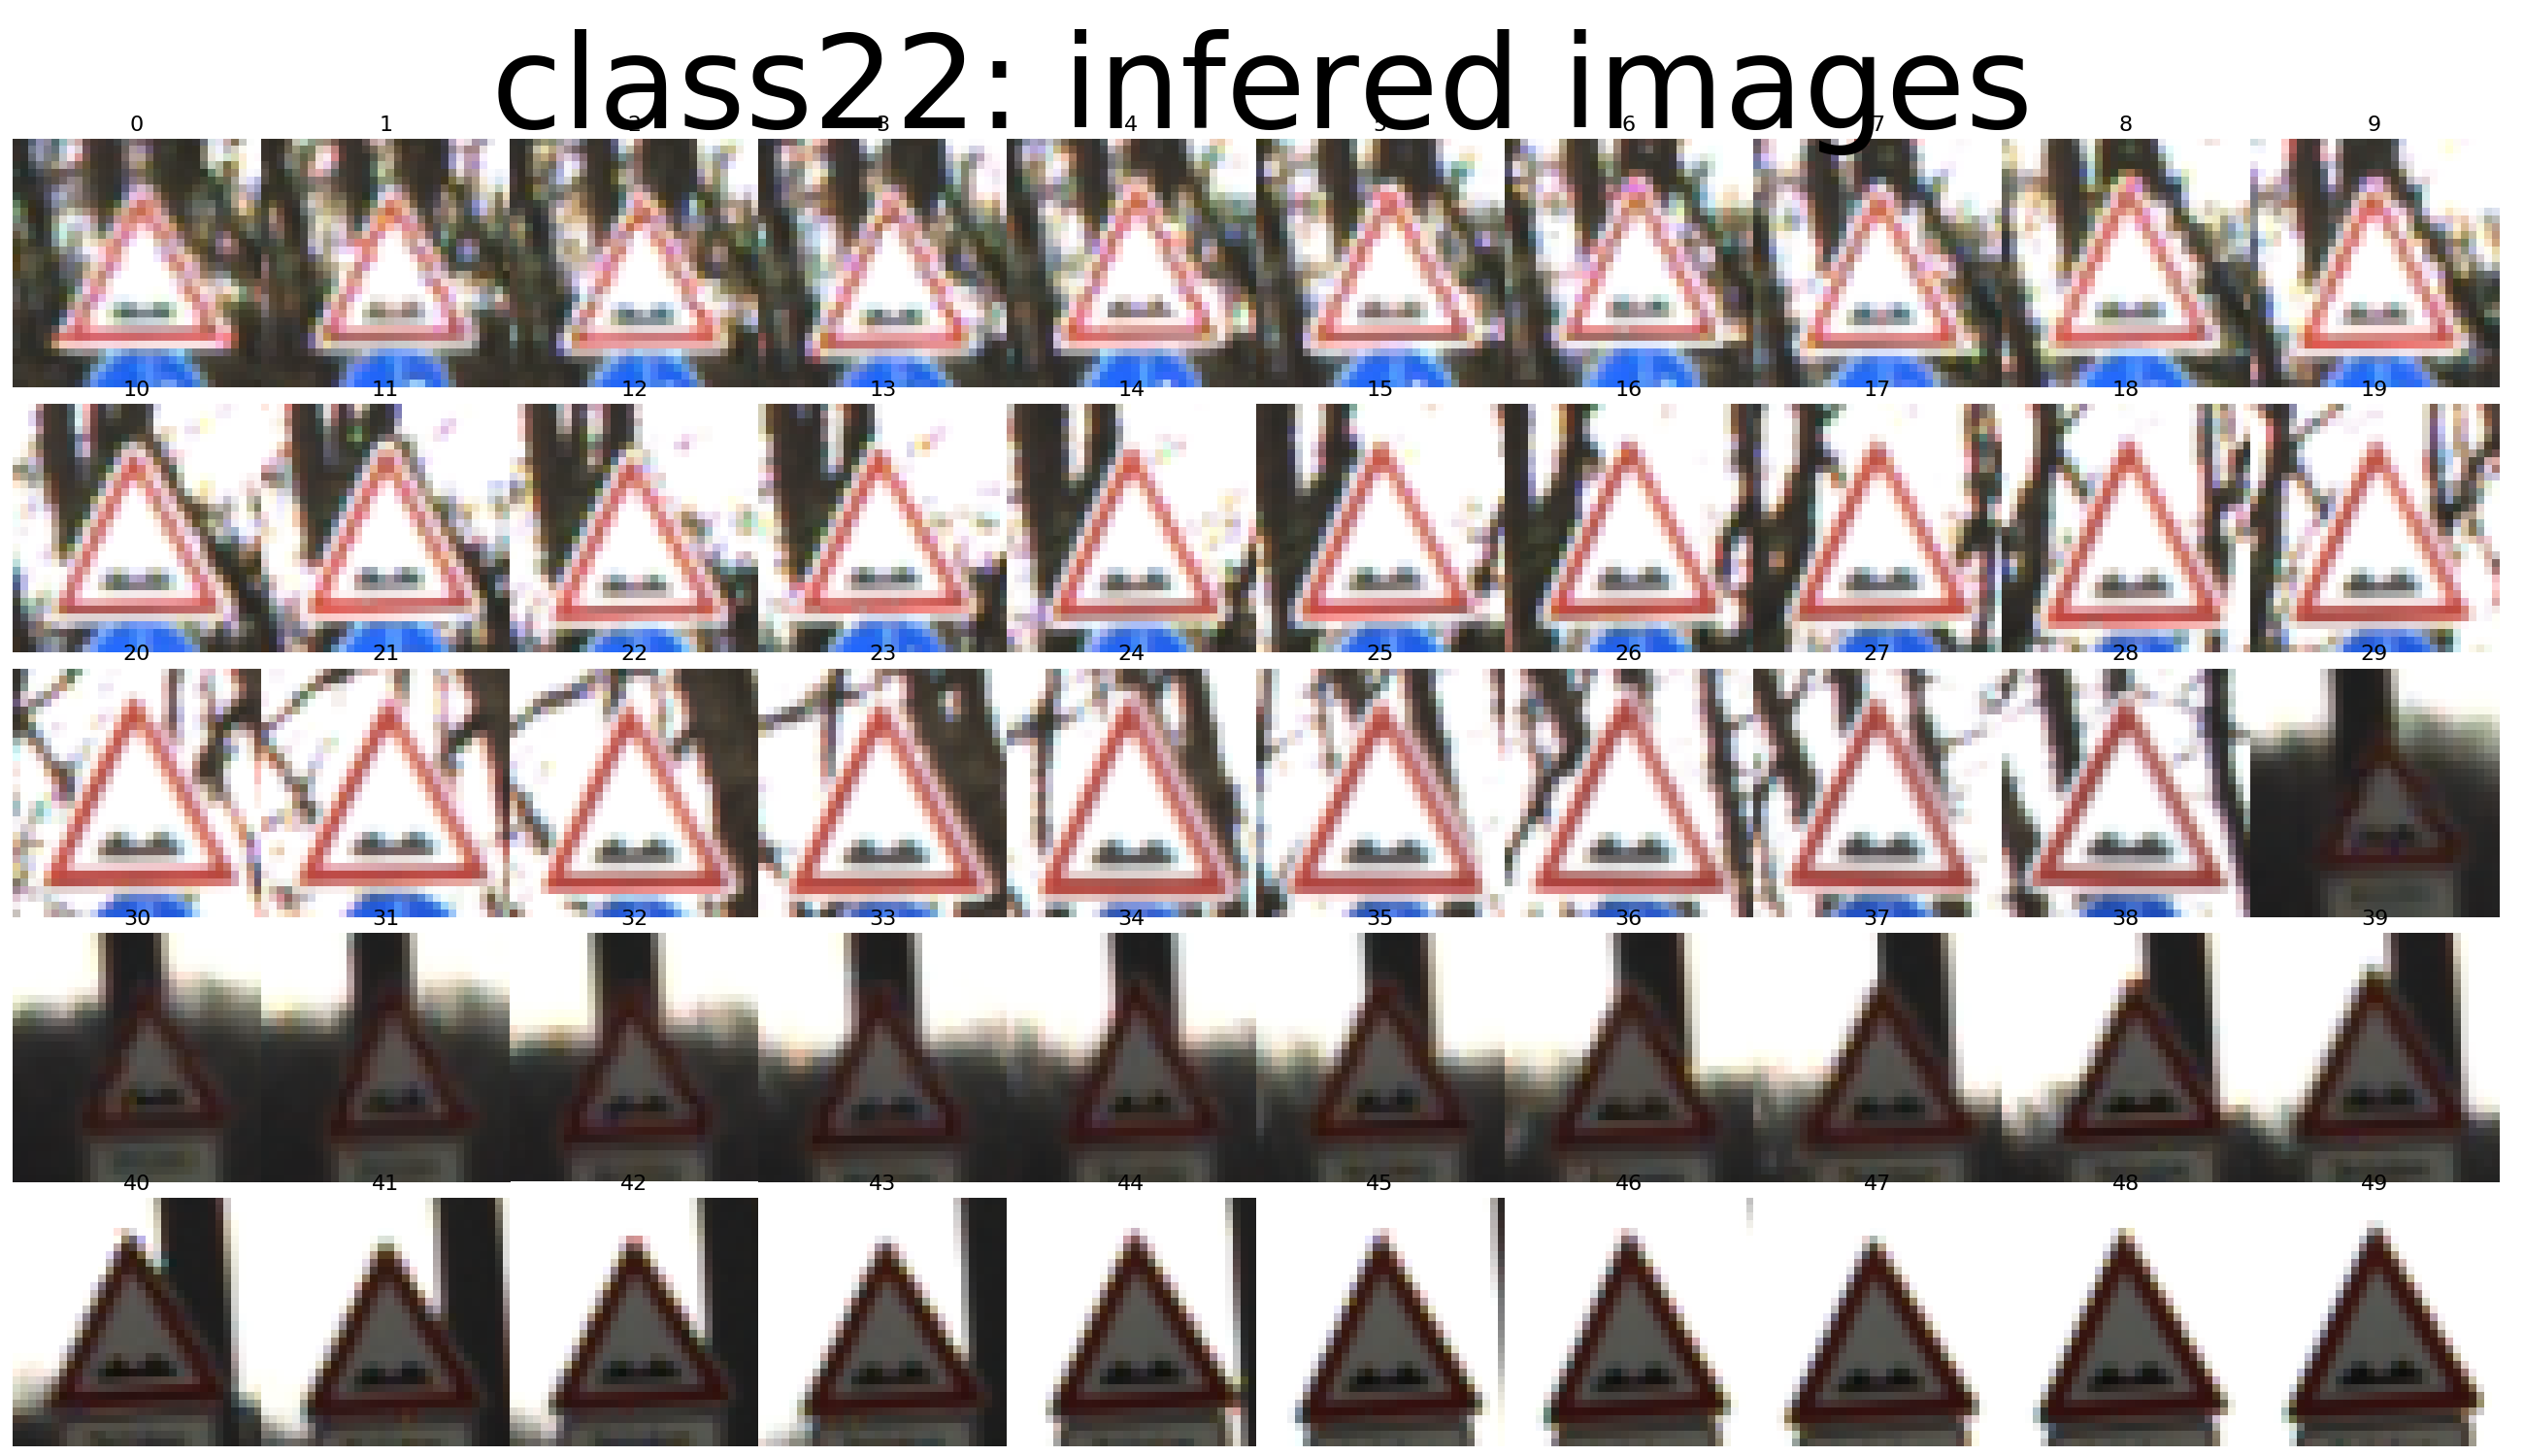 class22: infered images
0 1 2 3 4 5 6 7 8 9
10 11 12 13 14 15 16 17 18 19
20 21 22 23 24 25 26 27 28 29
30 31 32 33 34 35 36 37 38 39
40 41 42 43 44 45 46 47 48 49